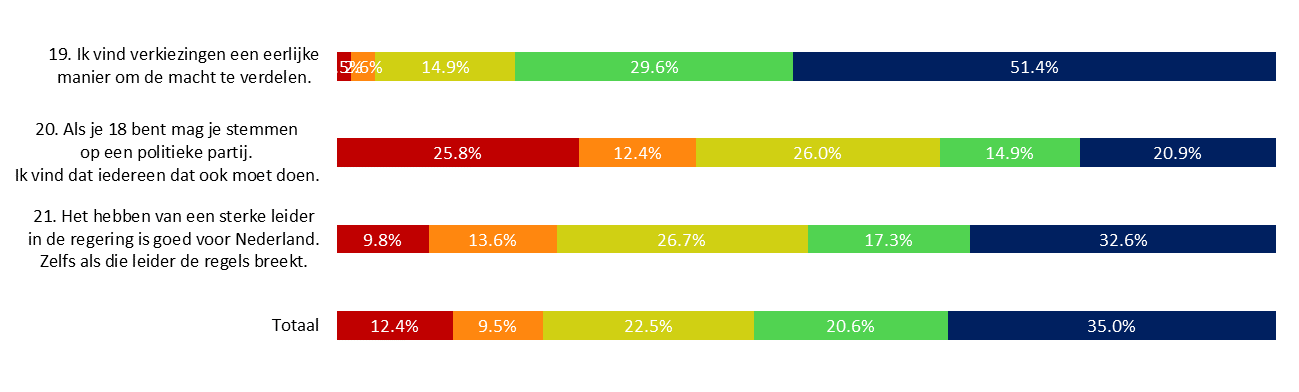 19. Ik vind verkiezingen een eerlijke
manier om de macht te verdelen.
2.6%
14.9%
29.6%
51.4%
20. Als je 18 bent mag je stemmen
op een politieke partij.
Ik vind dat iedereen dat ook moet doen.
25.8%
12.4%
26.0%
14.9%
20.9%
21. Het hebben van een sterke leider
in de regering is goed voor Nederland.
Zelfs als die leider de regels breekt.
9.8%
13.6%
26.7%
17.3%
32.6%
Totaal
12.4%
9.5%
22.5%
20.6%
35.0%